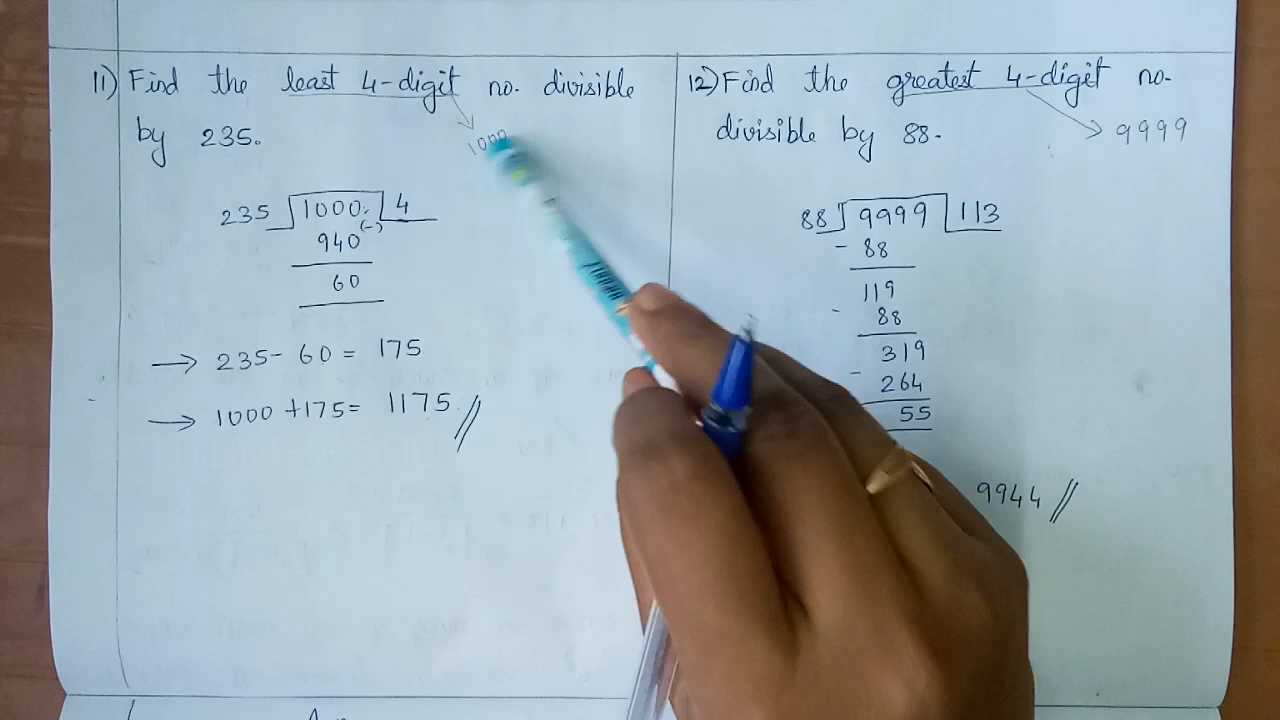 11) Find the least 4-digit no. divisible
by 235.
1000
235 1000 4
(-)
940
60
→ 235- 60 = 175
→ 1000 +175= 1175 //
12) Find the greatest 4-digit no.
divisible by 88.
9999
88 9999 113
- 88
119
- 88
319
- 264
55
9944 //